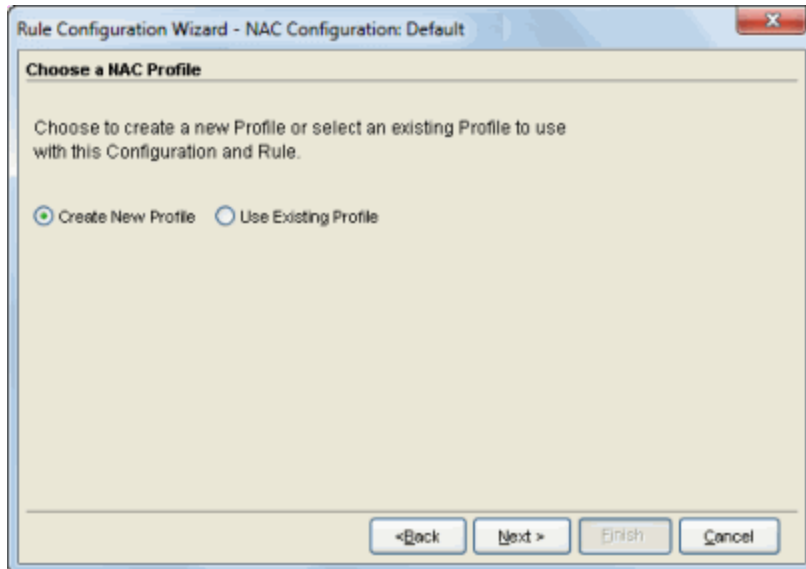 Rule Configuration Wizard - NAC Configuration: Default
Choose a NAC Profile
Choose to create a new Profile or select an existing Profile to use
with this Configuration and Rule.
Create New Profile Use Existing Profile
<Back Next > Finish Cancel